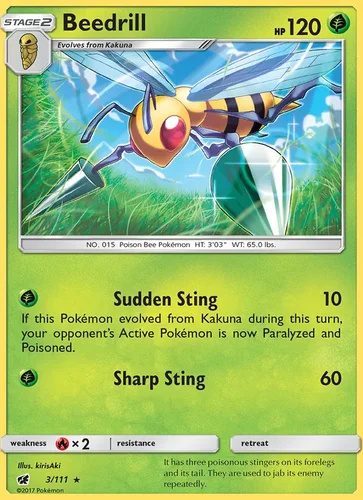 STAGE2
Beedrill
HP 120
Evolves from Kakuna
NO. 015 Poison Bee Pokémon HT: 3'03" WT: 65.0 lbs.
Sudden Sting 10
If this Pokémon evolved from Kakuna during this turn,
your opponent's Active Pokémon is now Paralyzed and
Poisoned.
Sharp Sting 60
weakness × 2 resistance retreat
Illus. kirisAki
3/111 ★
©2017 Pokémon
It has three poisonous stingers on its forelegs
and its tail. They are used to jab its enemy
repeatedly.